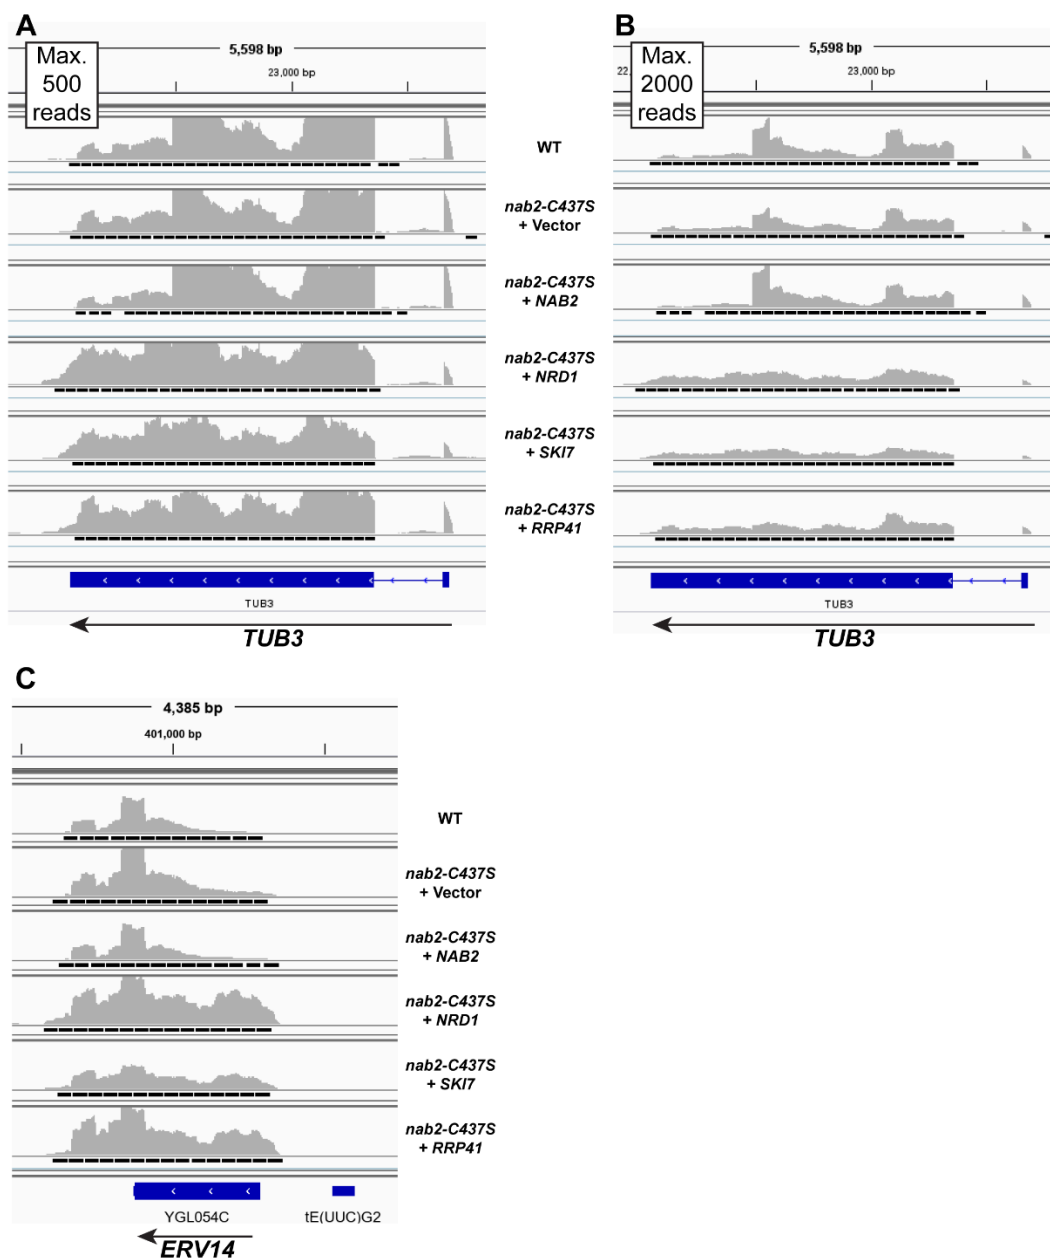 A
5,598 bp
Max.
500
reads
23,000 bp
B
5,598 bp
Max.
2000
reads
22,
23,000 bp
WT
nab2-C437S
+ Vector
nab2-C437S
+ NAB2
nab2-C437S
+ NRD1
nab2-C437S
+ SKI7
nab2-C437S
+ RRP41
TUB3
TUB3
TUB3
TUB3
C
4,385 bp
401,000 bp
WT
nab2-C437S
+ Vector
nab2-C437S
+ NAB2
nab2-C437S
+ NRD1
nab2-C437S
+ SKI7
nab2-C437S
+ RRP41
YGL054C
tE(UUC)G2
ERV14